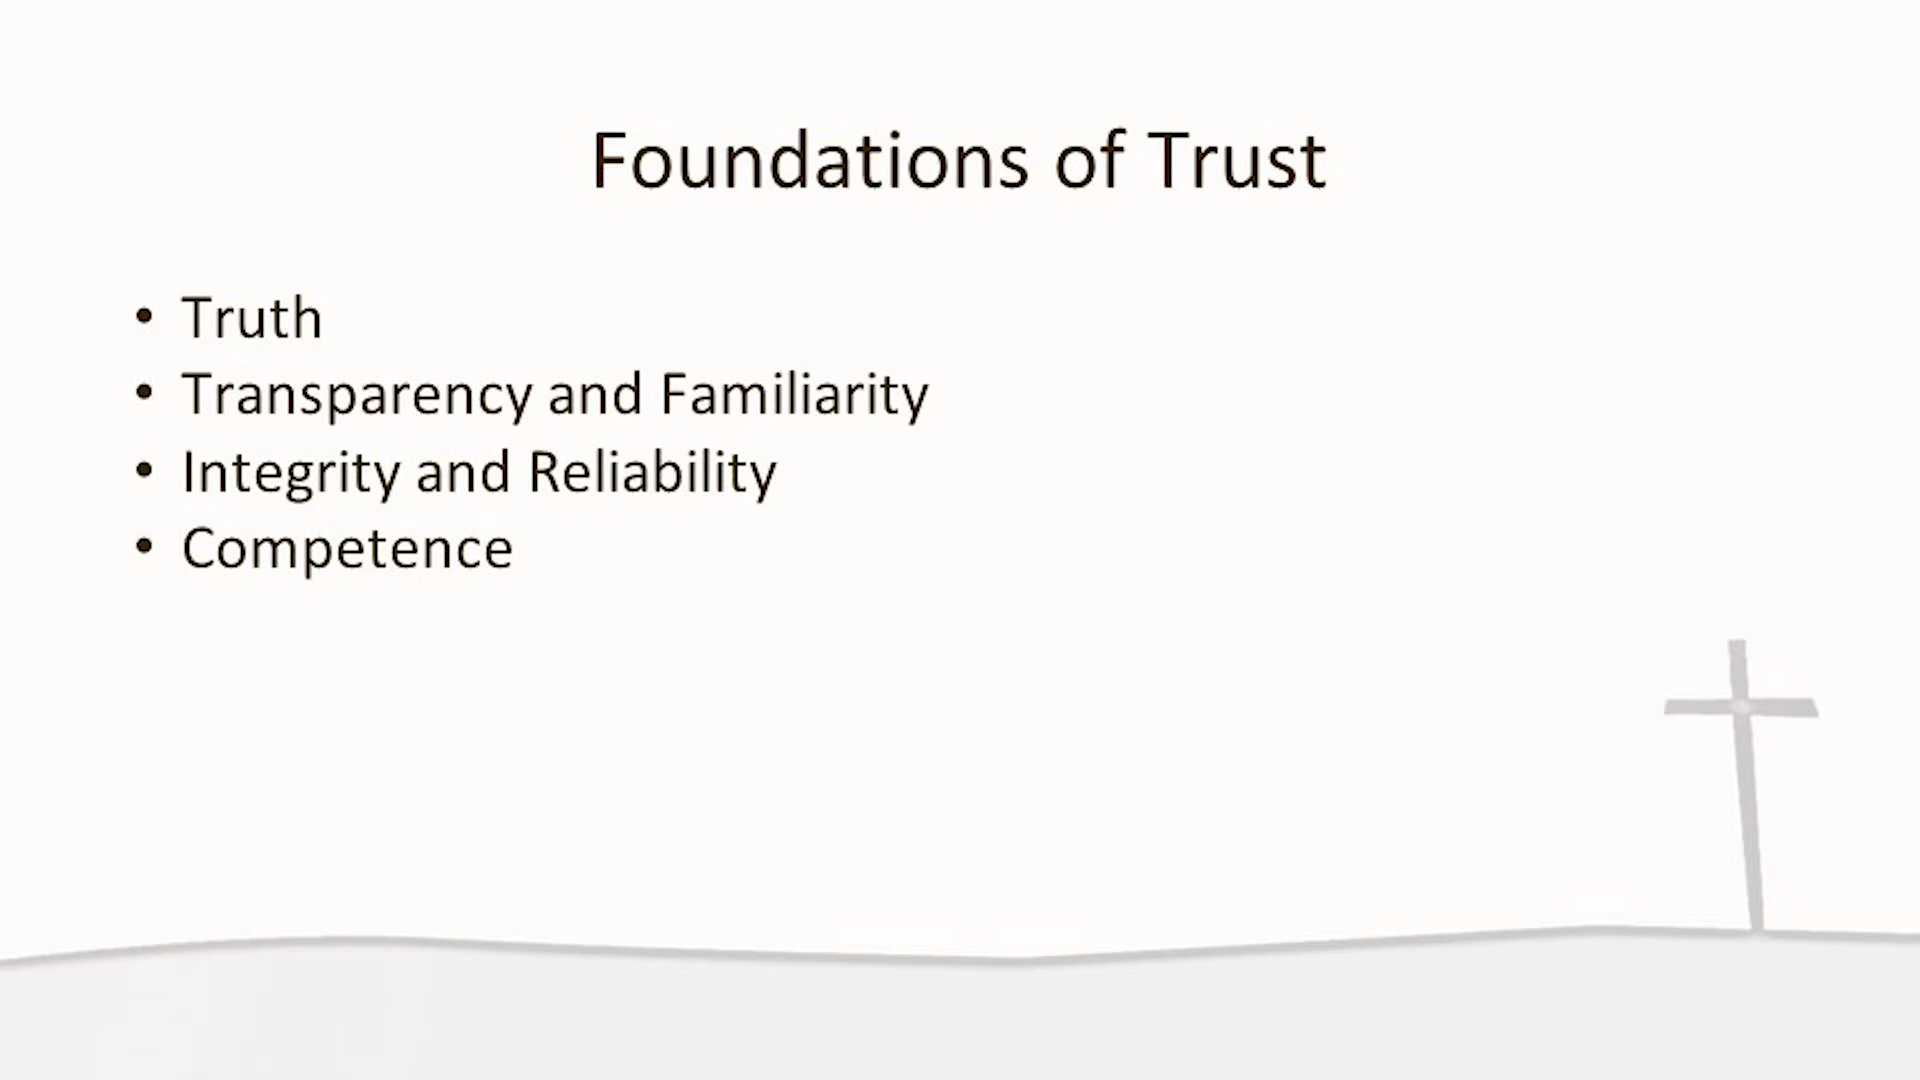 Foundations of Trust
• Truth
• Transparency and Familiarity
• Integrity and Reliability
• Competence